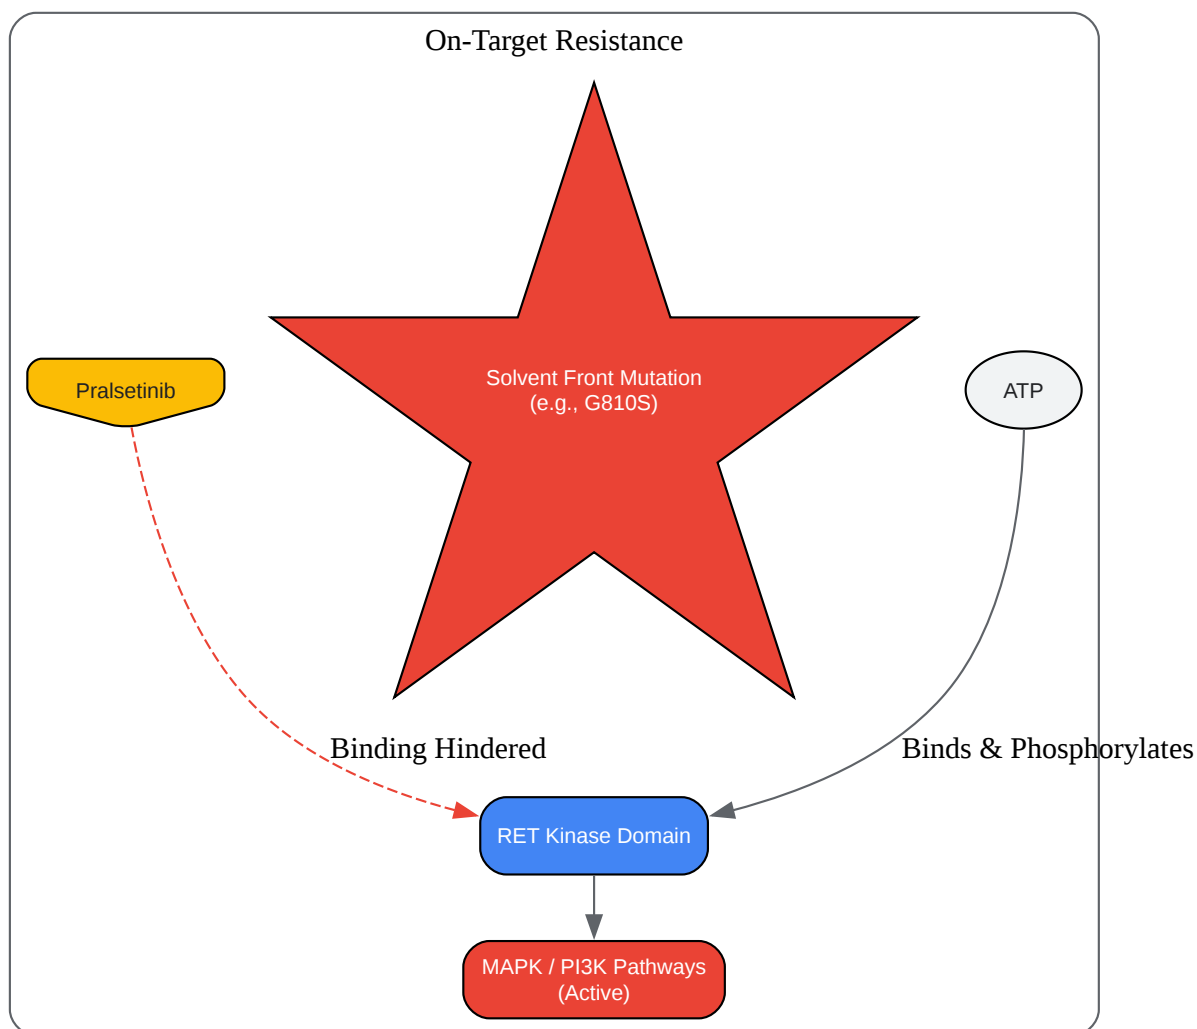 On-Target Resistance
Solvent Front Mutation
(e.g., G810S)
Pralsetinib
ATP
Binding Hindered
Binds & Phosphorylates
RET Kinase Domain
MAPK / PI3K Pathways
(Active)